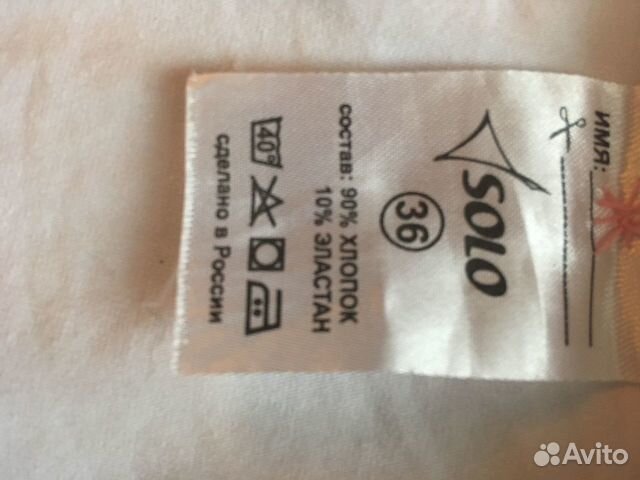 ИМЯ:
SOLO
36
состав: 90% ХЛОПОК
10% ЭЛАСТАН
40°
сделано в России
Avito